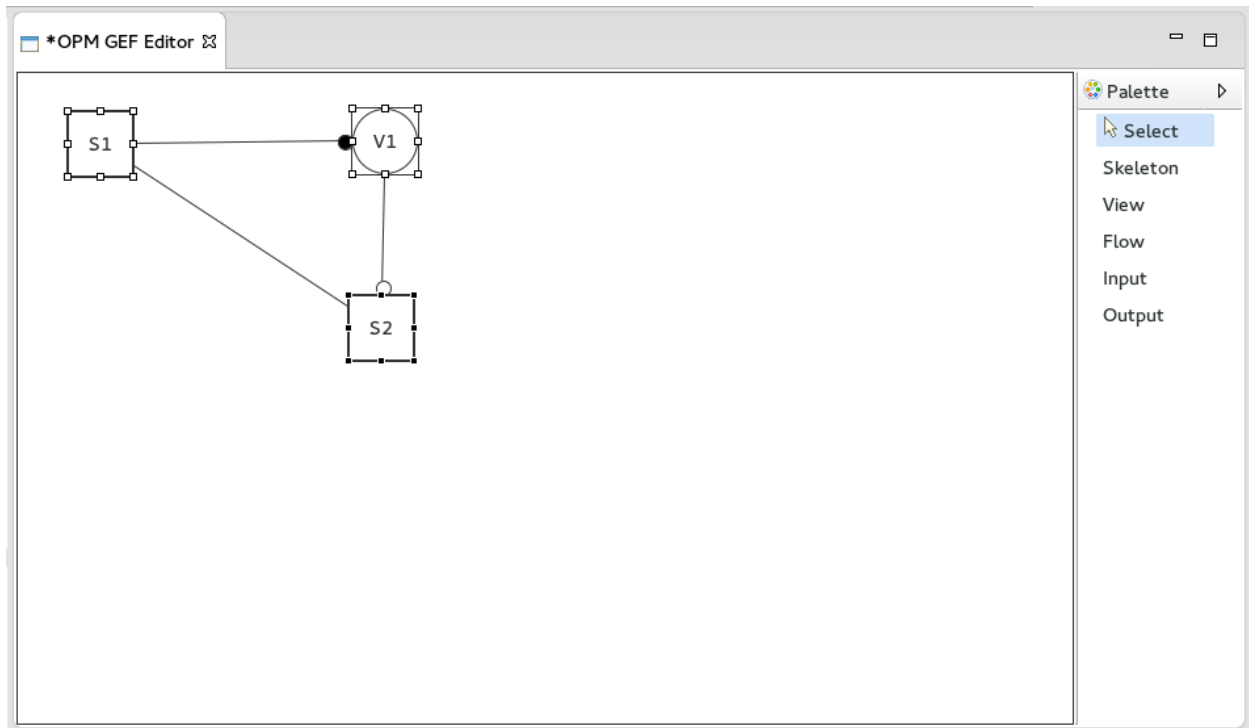 *OPM GEF Editor
Palette
Select
Skeleton
View
Flow
Input
Output
S1
V1
S2